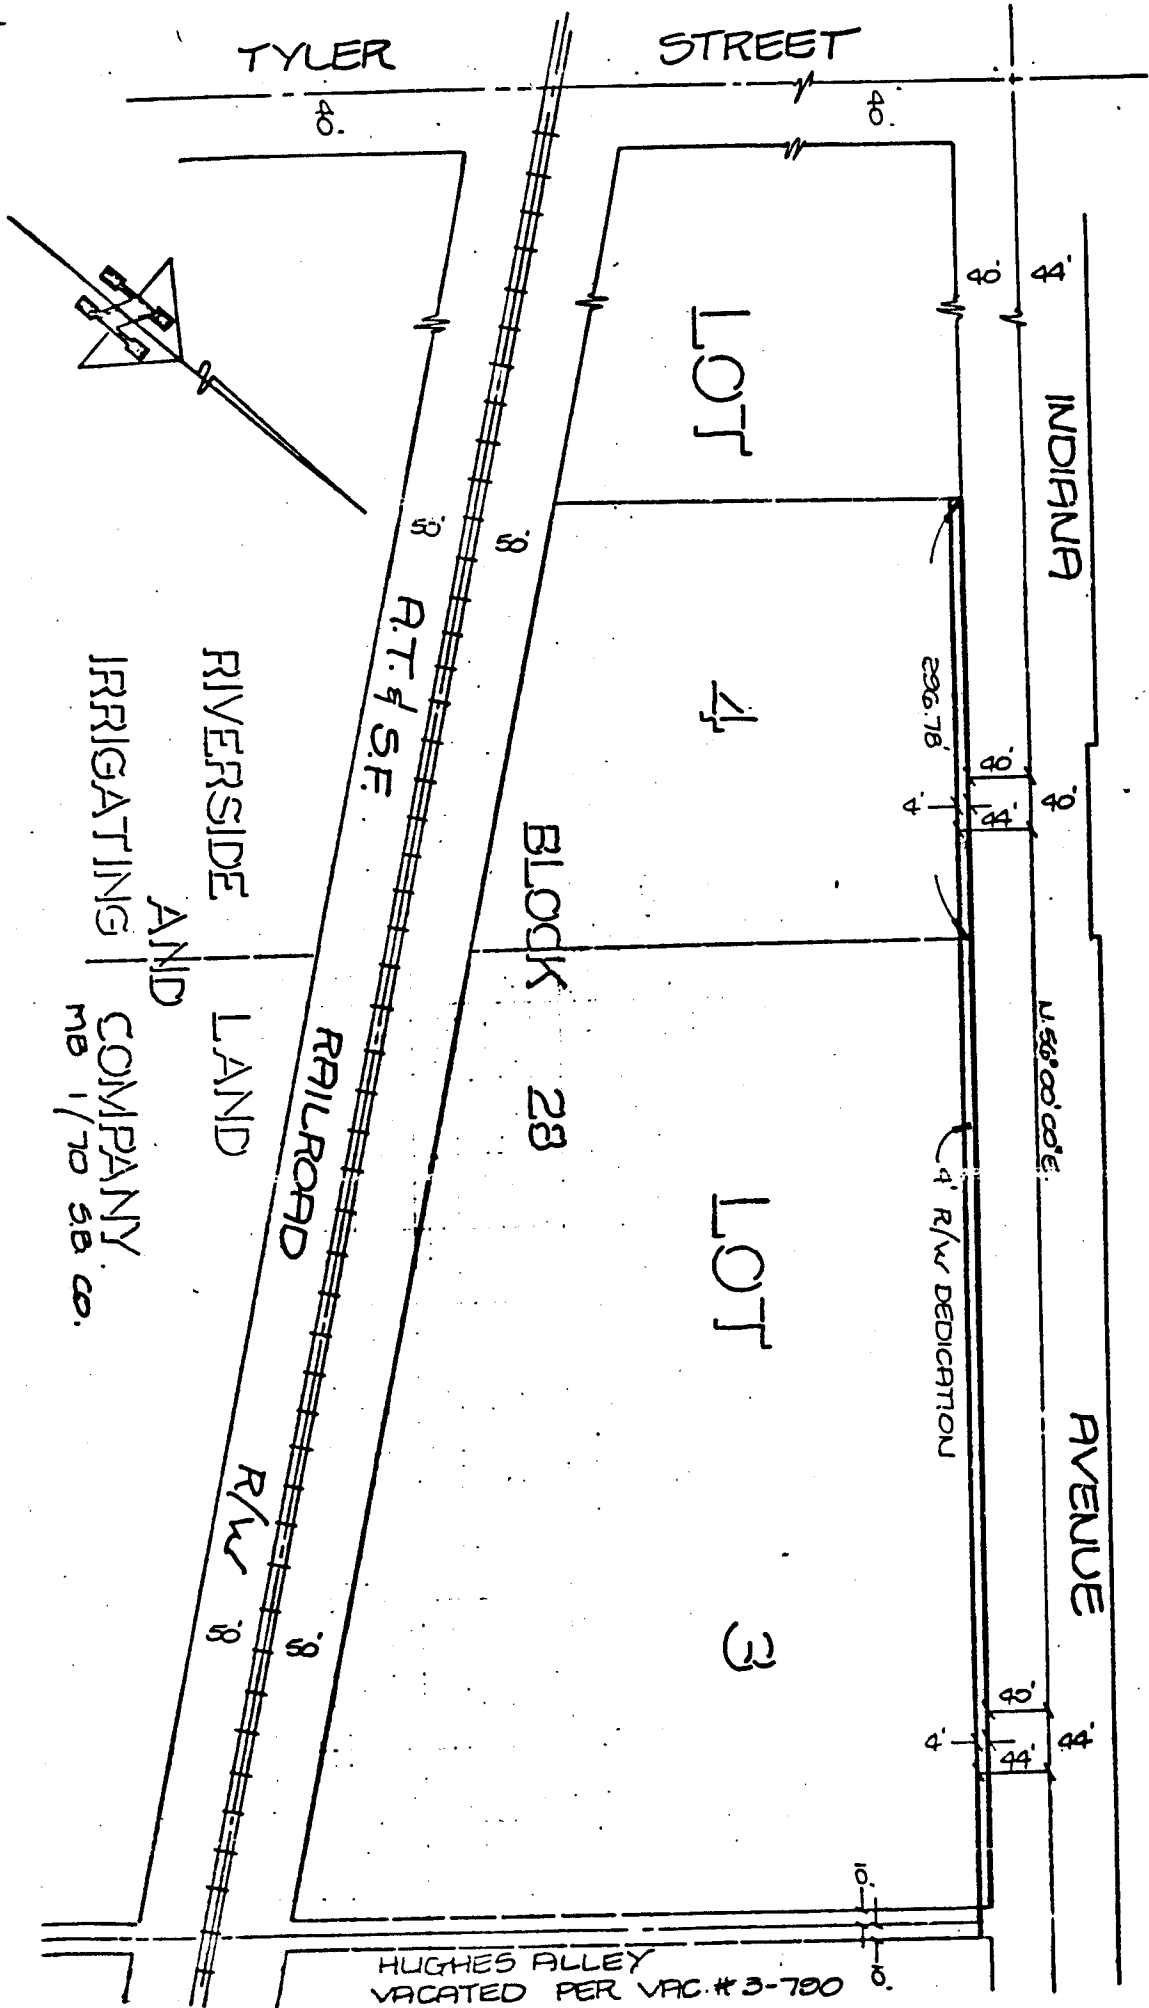 TYLER STREET
40.
40.
40'
44'
LOT
INDIANA
50'
50'
A.T. & S.F.
296.78'
4
40'
4'
44'
40'
RIVERSIDE
IRRIGATING
AND
BLOCK
28
N.56°00'00"E.
LAND
COMPANY
MB 1/70 S.B. CO.
RAILROAD
4' R/W DEDICATION
LOT
3
AVENUE
R/W
50'
50'
40'
4'
44'
44'
10.
10.
HUGHES ALLEY
VACATED PER VAC. # 3-790